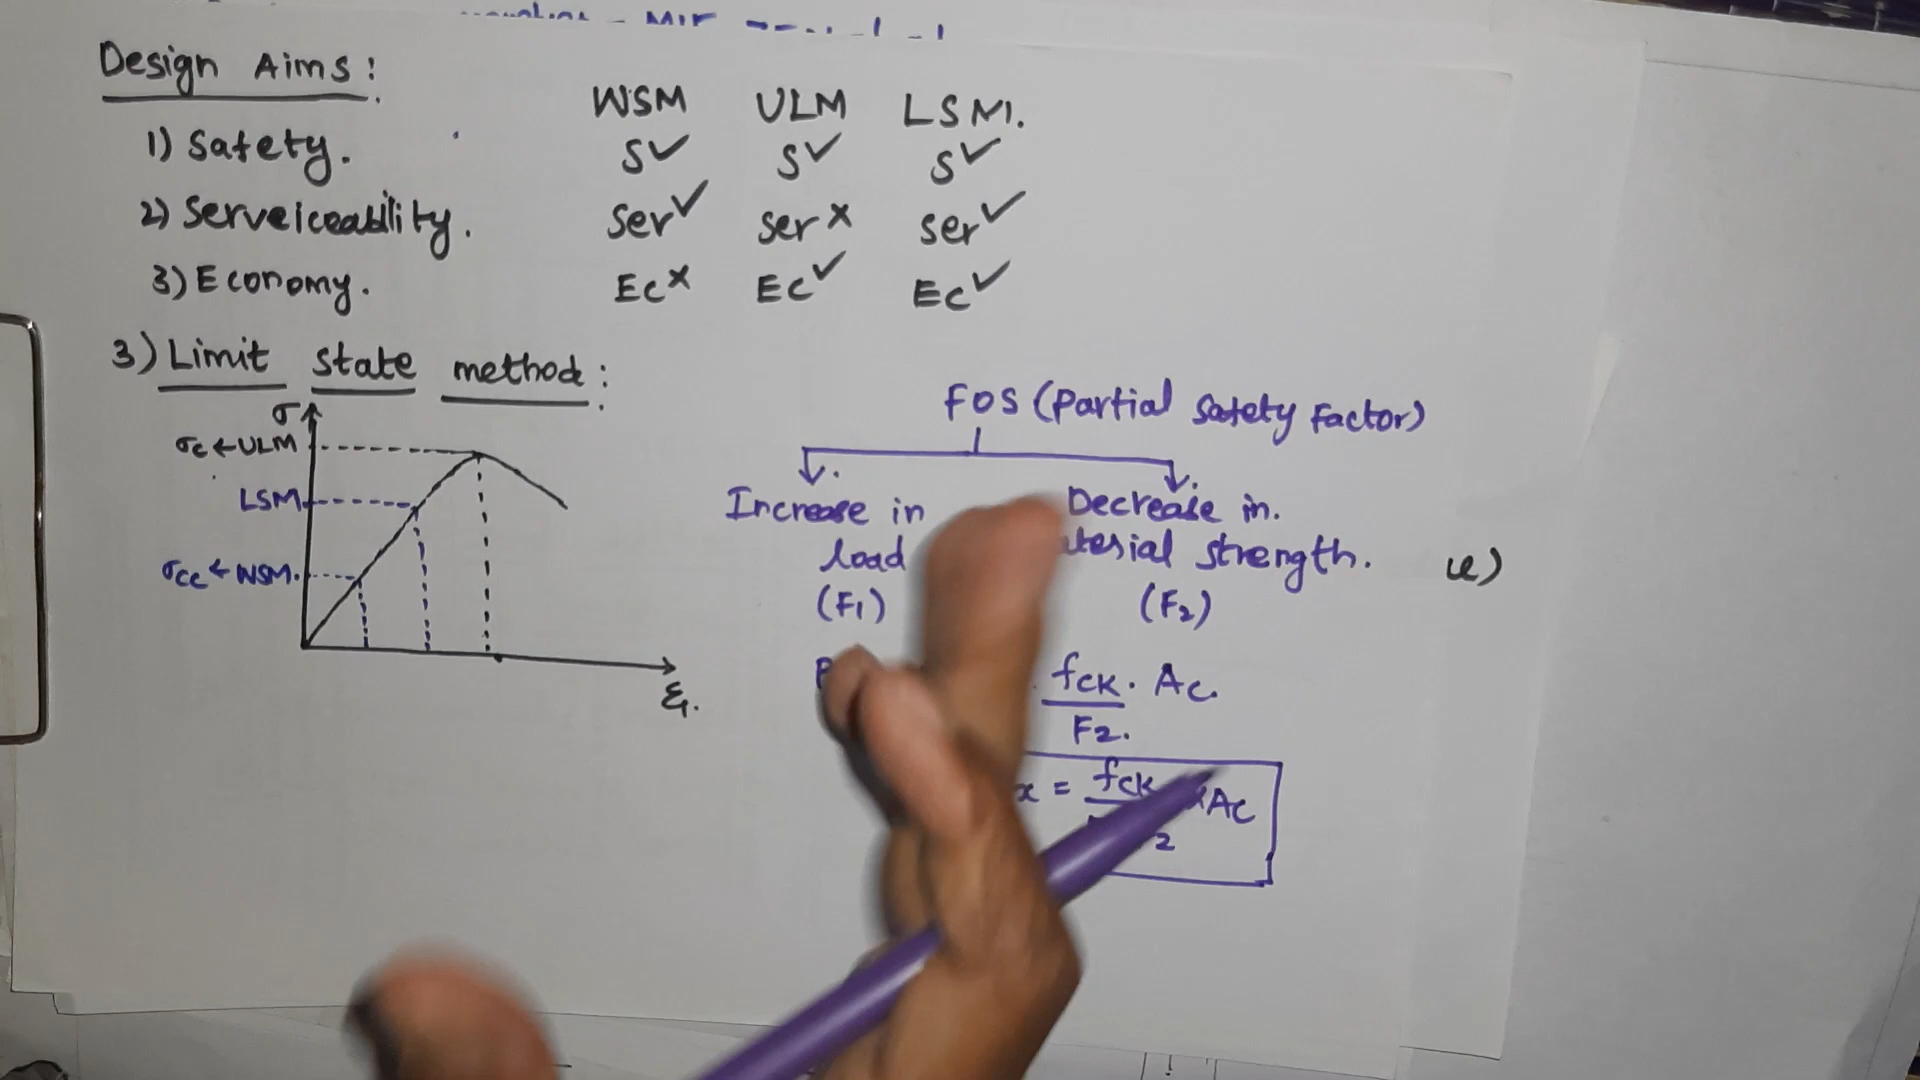 Design Aims:
WSM ULM LSM.
1) Safety. S✓ S✓ S✓
2) Serveiceability. Ser✓ Ser× Ser✓
3) Economy. Ec× Ec✓ Ec✓
3) Limit state method:
σ
σc ← ULM
LSM
σcc ← WSM.
ε.
FOS (Partial Safety Factor)
Increase in
load
(F1)
Decrease in.
strength.
(F2)
fck . Ac.
F2.
x = fck x Ac
2